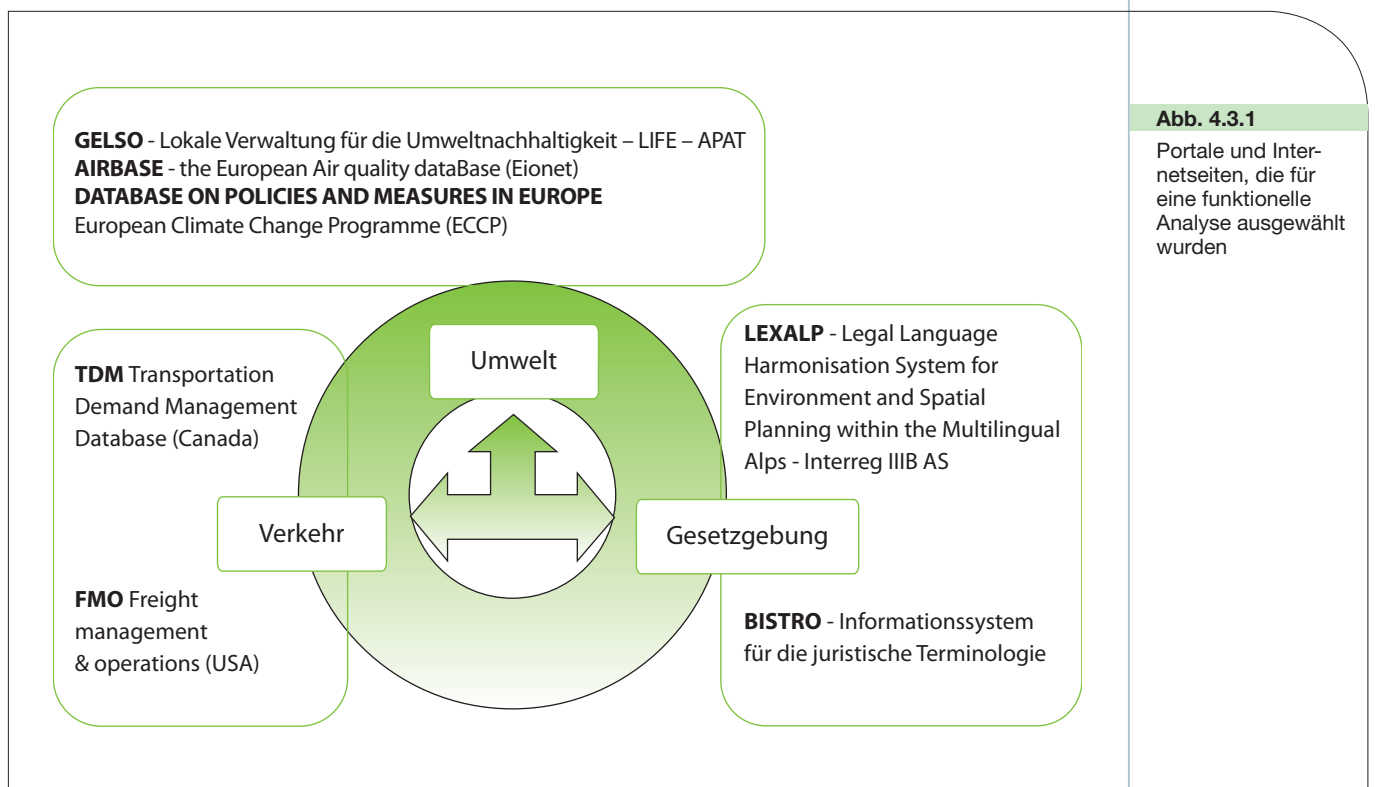 GELSO - Lokale Verwaltung für die Umweltnachhaltigkeit – LIFE – APAT
AIRBASE - the European Air quality dataBase (Eionet)
DATABASE ON POLICIES AND MEASURES IN EUROPE
European Climate Change Programme (ECCP)
Umwelt
TDM Transportation
Demand Management
Database (Canada)
Verkehr
FMO Freight
management
& operations (USA)
LEXALP - Legal Language
Harmonisation System for
Environment and Spatial
Planning within the Multilingual
Alps - Interreg IIIB AS
Gesetzgebung
BISTRO - Informationssystem
für die juristische Terminologie
Abb. 4.3.1
Portale und Inter-
netseiten, die für
eine funktionelle
Analyse ausgewählt
wurden